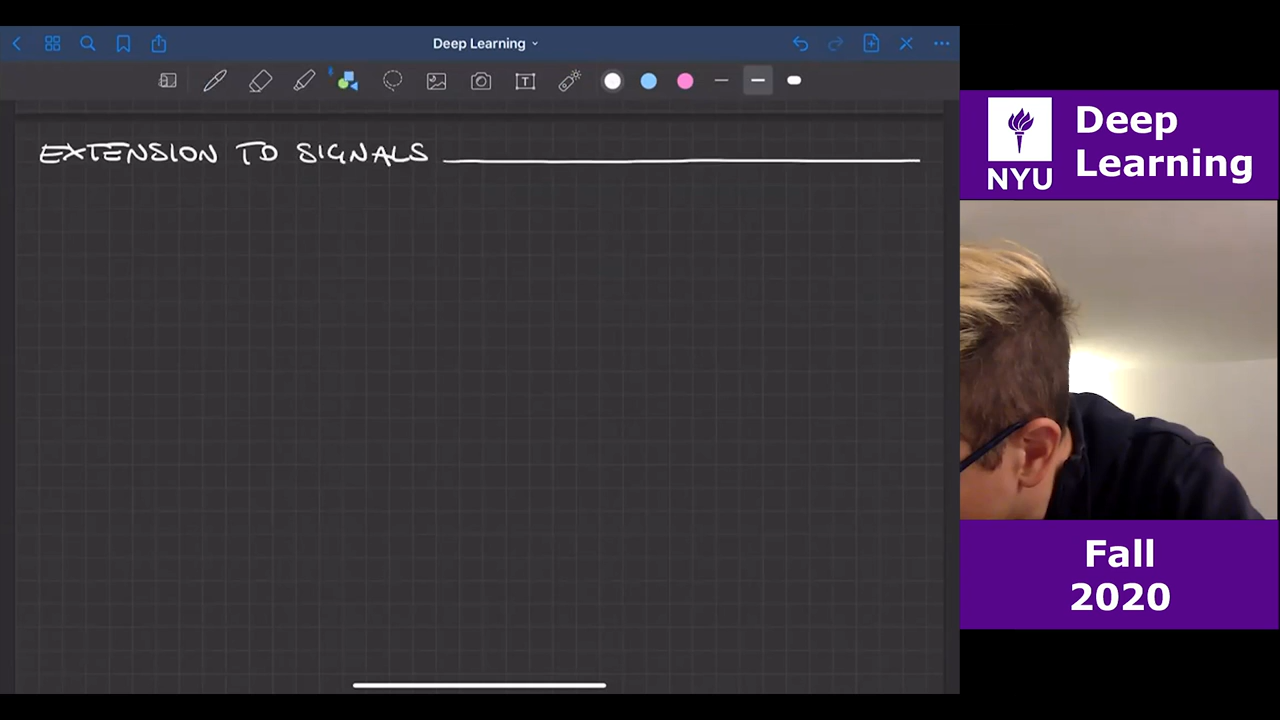 Deep Learning
T
EXTENSION TO SIGNALS
NYU
Deep
Learning
Fall
2020